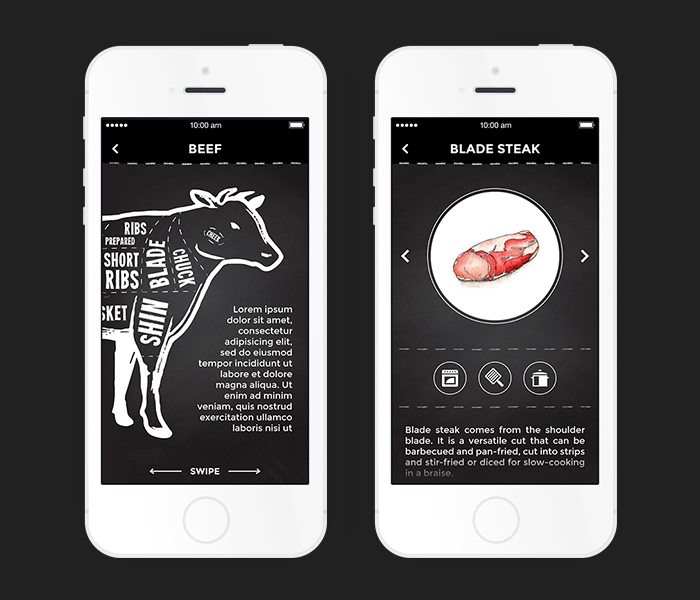 10:00 am
BEEF
RIBS
PREPARED
SHORT
RIBS
BLADE
CHUCK
CHEEK
SKET
SHIN
Lorem ipsum
dolor sit amet,
consectetur
adipisicing elit,
sed do eiusmod
tempor incididunt ut
labore et dolore
magna aliqua. Ut
enim ad minim
veniam, quis nostrud
exercitation ullamco
laboris nisi ut
SWIPE
10:00 am
BLADE STEAK
Blade steak comes from the shoulder
blade. It is a versatile cut that can be
barbecued and pan-fried, cut into strips
and stir-fried or diced for slow-cooking
in a braise.